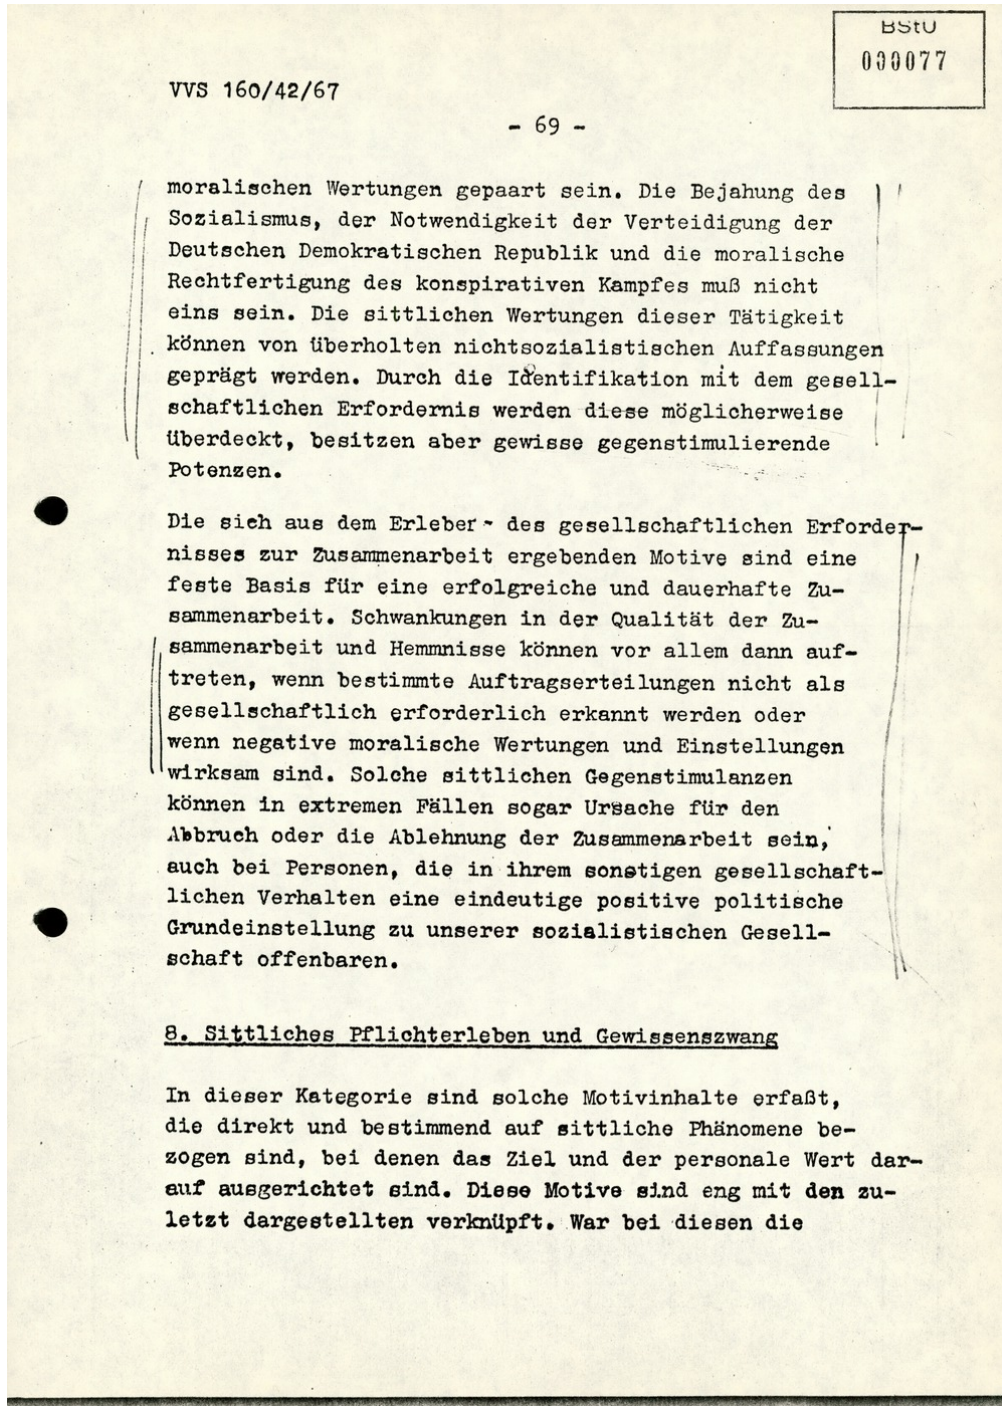 BStU
000077
VVS 160/42/67
- 69 -
moralischen Wertungen gepaart sein. Die Bejahung des
Sozialismus, der Notwendigkeit der Verteidigung der
Deutschen Demokratischen Republik und die moralische
Rechtfertigung des konspirativen Kampfes muß nicht
eins sein. Die sittlichen Wertungen dieser Tätigkeit
können von überholten nichtsozialistischen Auffassungen
geprägt werden. Durch die Identifikation mit dem gesell-
schaftlichen Erfordernis werden diese möglicherweise
überdeckt, besitzen aber gewisse gegenstimulierende
Potenzen.
Die sich aus dem Erleber des gesellschaftlichen Erforder-
nisses zur Zusammenarbeit ergebenden Motive sind eine
feste Basis für eine erfolgreiche und dauerhafte Zu-
sammenarbeit. Schwankungen in der Qualität der Zu-
sammenarbeit und Hemmnisse können vor allem dann auf-
treten, wenn bestimmte Auftragserteilungen nicht als
gesellschaftlich erforderlich erkannt werden oder
wenn negative moralische Wertungen und Einstellungen
wirksam sind. Solche sittlichen Gegenstimulanzen
können in extremen Fällen sogar Ursache für den
Abbruch oder die Ablehnung der Zusammenarbeit sein,
auch bei Personen, die in ihrem sonstigen gesellschaft-
lichen Verhalten eine eindeutige positive politische
Grundeinstellung zu unserer sozialistischen Gesell-
schaft offenbaren.
8. Sittliches Pflichterleben und Gewissenszwang
In dieser Kategorie sind solche Motivinhalte erfaßt,
die direkt und bestimmend auf sittliche Phänomene be-
zogen sind, bei denen das Ziel und der personale Wert dar-
auf ausgerichtet sind. Diese Motive sind eng mit den zu-
letzt dargestellten verknüpft. War bei diesen die